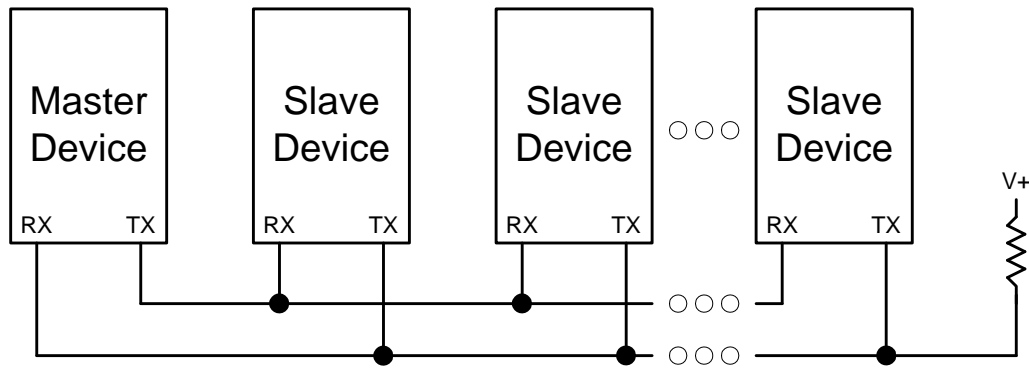 Master
Device
Slave
Device
Slave
Device
Slave
Device
RX TX
RX TX
RX TX
RX TX
V+